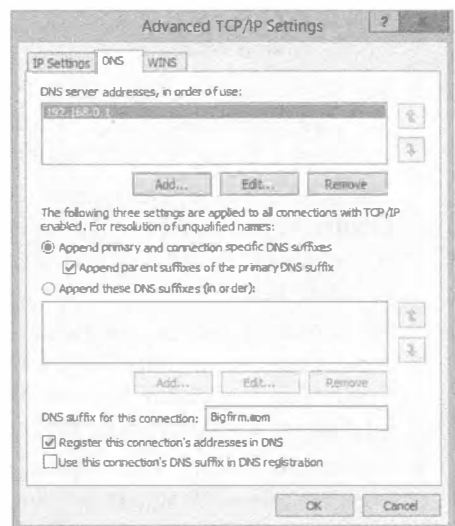 Advanced TCP/IP Settings
?
IP Settings DNS WINS
DNS server addresses, in order of use:
192.168.0.1
Add... Edit... Remove
The following three settings are applied to all connections with TCP/IP
enabled. For resolution of unqualified names:
Append primary and connection specific DNS suffixes
Append parent suffixes of the primary DNS suffix
Append these DNS suffixes (in order):
Add... Edit... Remove
DNS suffix for this connection: Bigfirm.com
Register this connection's addresses in DNS
Use this connection's DNS suffix in DNS registration
OK Cancel